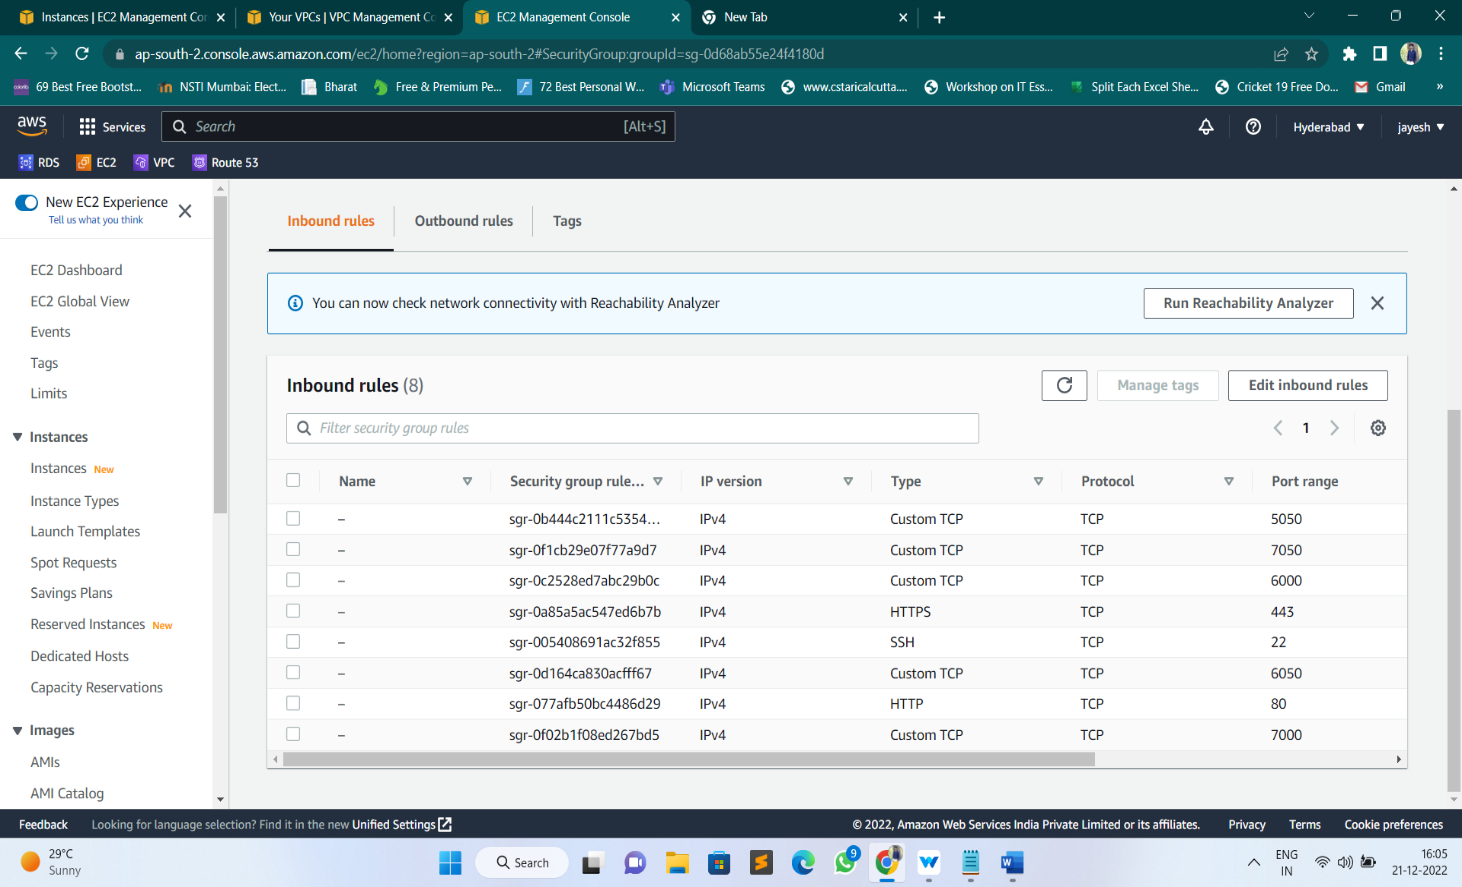 Instances | EC2 Management Con
Your VPCs | VPC Management Co
EC2 Management Console
New Tab
ap-south-2.console.aws.amazon.com/ec2/home?region=ap-south-2#SecurityGroup:groupId=sg-0d68ab55e24f4180d
69 Best Free Bootst...
NSTI Mumbai: Elect...
Bharat
Free & Premium Pe...
72 Best Personal W...
Microsoft Teams
www.cstaricalcutta....
Workshop on IT Ess...
Split Each Excel She...
Cricket 19 Free Do...
Gmail
»
aws
Services
Search
[Alt+S]
Hyderabad
jayesh
RDS
EC2
VPC
Route 53
New EC2 Experience
Tell us what you think
EC2 Dashboard
EC2 Global View
Events
Tags
Limits
Instances
Instances New
Instance Types
Launch Templates
Spot Requests
Savings Plans
Reserved Instances New
Dedicated Hosts
Capacity Reservations
Images
AMIs
AMI Catalog
Inbound rules
Outbound rules
Tags
You can now check network connectivity with Reachability Analyzer
Run Reachability Analyzer
Inbound rules (8)
Manage tags
Edit inbound rules
Filter security group rules
1
Name Security group rule... IP version Type Protocol Port range
– sgr-0b444c2111c5354... IPv4 Custom TCP TCP 5050
– sgr-0f1cb29e07f77a9d7 IPv4 Custom TCP TCP 7050
– sgr-0c2528ed7abc29b0c IPv4 Custom TCP TCP 6000
– sgr-0a85a5ac547ed6b7b IPv4 HTTPS TCP 443
– sgr-005408691ac32f855 IPv4 SSH TCP 22
– sgr-0d164ca830acfff67 IPv4 Custom TCP TCP 6050
– sgr-077afb50bc4486d29 IPv4 HTTP TCP 80
– sgr-0f02b1f08ed267bd5 IPv4 Custom TCP TCP 7000
Feedback
Looking for language selection? Find it in the new Unified Settings
© 2022, Amazon Web Services India Private Limited or its affiliates.
Privacy
Terms
Cookie preferences
29°C
Sunny
Search
9
ENG
IN
16:05
21-12-2022